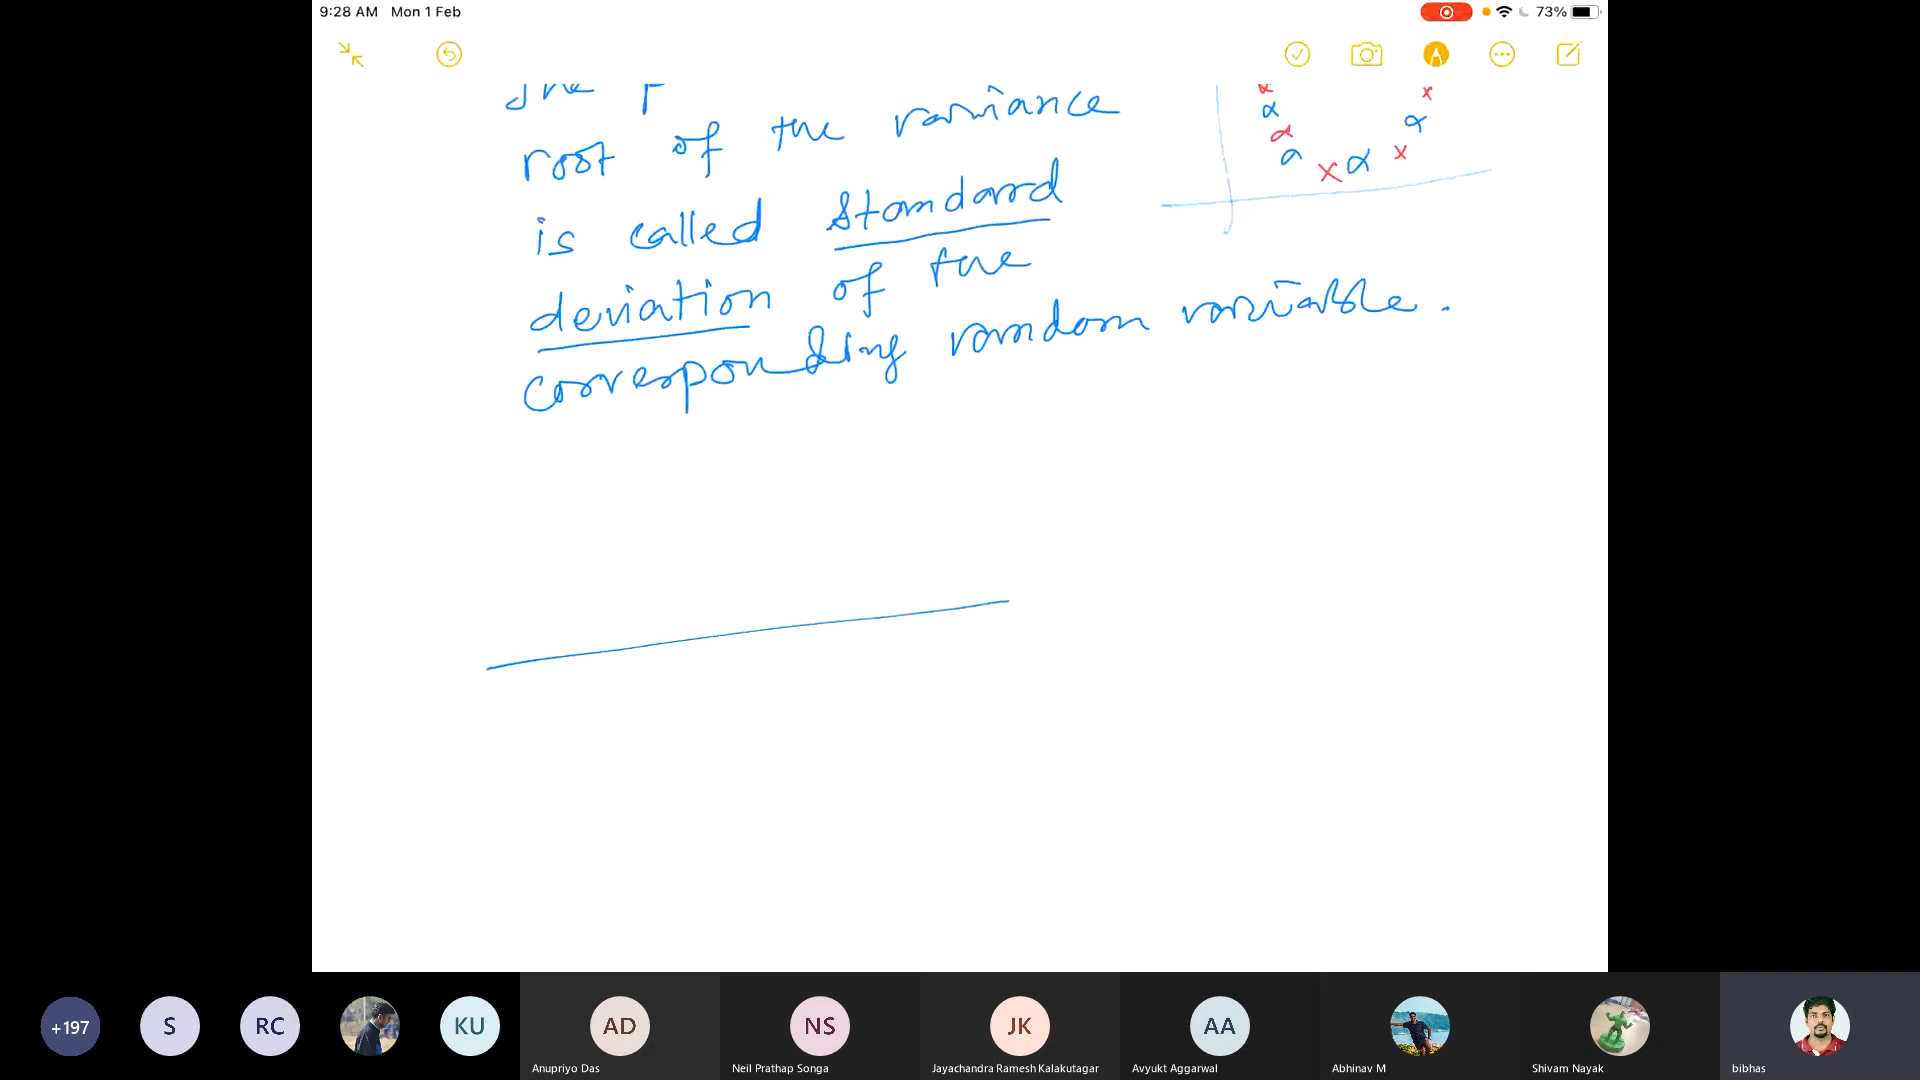 9:28 AM Mon 1 Feb
73%
root of the variance
is called standard
deviation of the
corresponding random variable.
+197
S
RC
KU
AD
NS
JK
AA
Anupriyo Das
Neil Prathap Songa
Jayachandra Ramesh Kalakutagar
Avyukt Aggarwal
Abhinav M
Shivam Nayak
bibhas